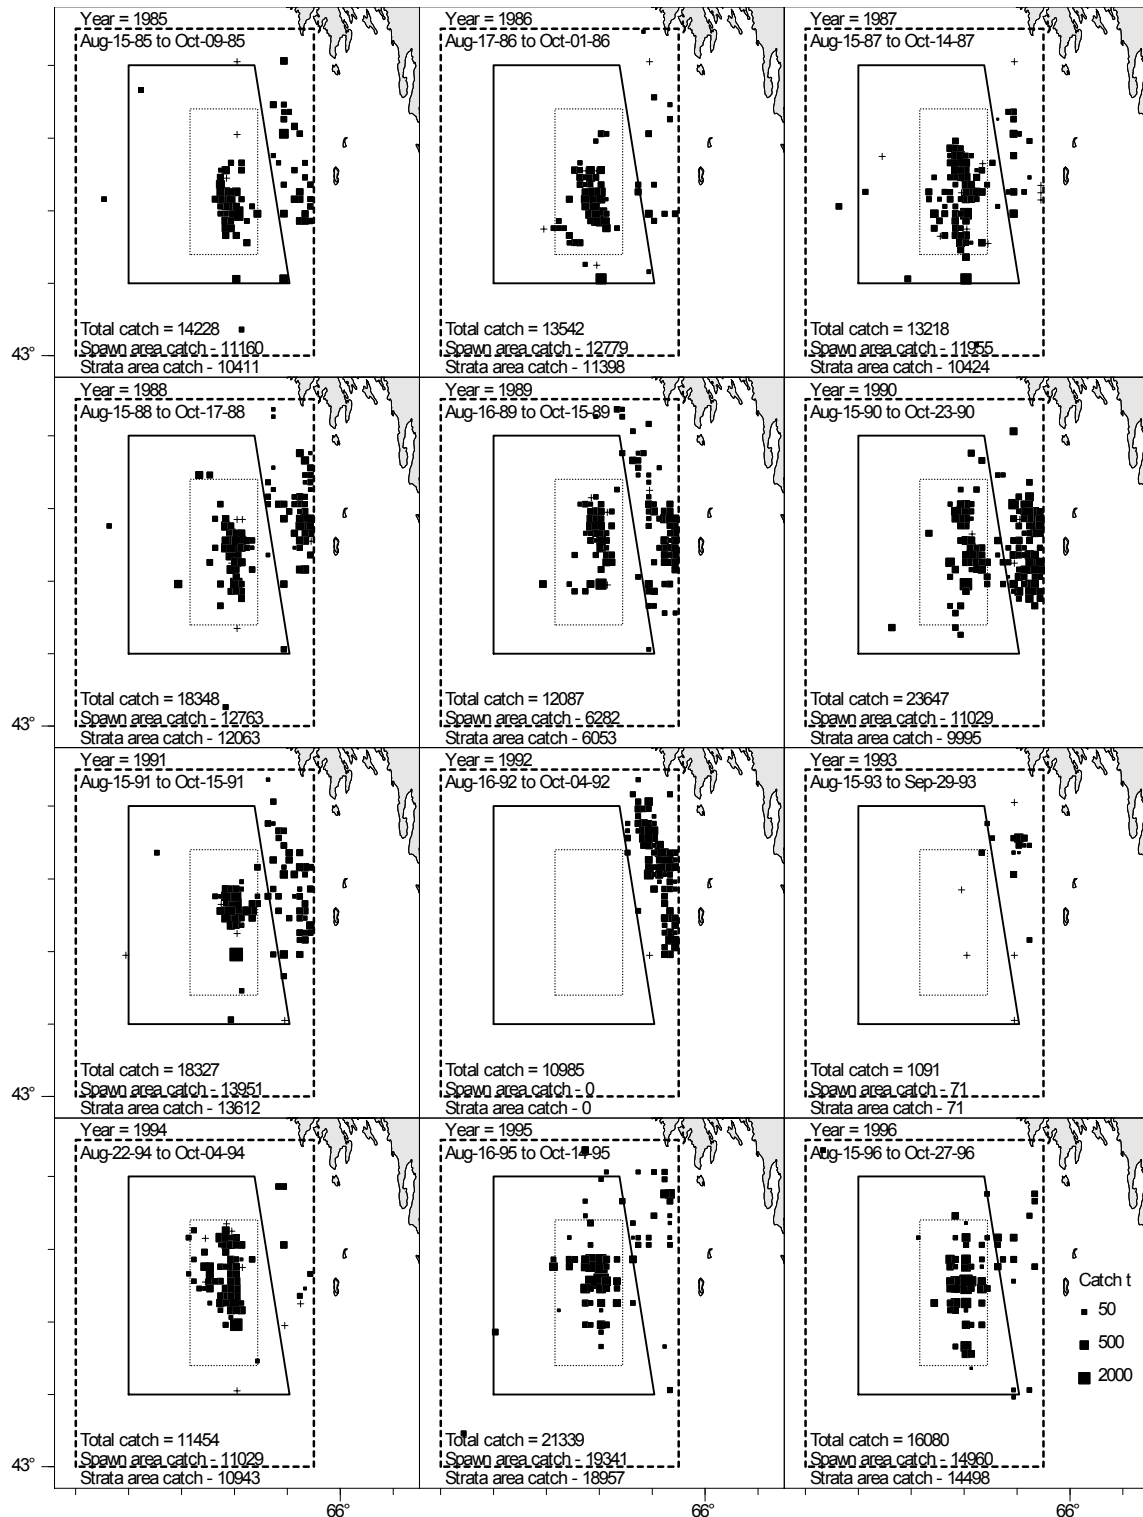 Year = 1985
Aug-15-85 to Oct-09-85
Total catch = 14228
Spawn area catch - 11160
Strata area catch - 10411
Year = 1986
Aug-17-86 to Oct-01-86
Total catch = 13542
Spawn area catch - 12779
Strata area catch - 11398
Year = 1987
Aug-15-87 to Oct-14-87
Total catch = 13218
Spawn area catch - 11955
Strata area catch - 10424
43°
Year = 1988
Aug-15-88 to Oct-17-88
Total catch = 18348
Spawn area catch - 12763
Strata area catch - 12063
Year = 1989
Aug-16-89 to Oct-15-89
Total catch = 12087
Spawn area catch - 6282
Strata area catch - 6053
Year = 1990
Aug-15-90 to Oct-23-90
Total catch = 23647
Spawn area catch - 11029
Strata area catch - 9995
43°
Year = 1991
Aug-15-91 to Oct-15-91
Total catch = 18327
Spawn area catch - 13951
Strata area catch - 13612
Year = 1992
Aug-16-92 to Oct-04-92
Total catch = 10985
Spawn area catch - 0
Strata area catch - 0
Year = 1993
Aug-15-93 to Sep-29-93
Total catch = 1091
Spawn area catch - 71
Strata area catch - 71
43°
Year = 1994
Aug-22-94 to Oct-04-94
Total catch = 11454
Spawn area catch - 11029
Strata area catch - 10943
Year = 1995
Aug-16-95 to Oct-14-95
Total catch = 21339
Spawn area catch - 19341
Strata area catch - 18957
Year = 1996
Aug-15-96 to Oct-27-96
Catch t
50
500
2000
Total catch = 16080
Spawn area catch - 14960
Strata area catch - 14498
43°
66°
66°
66°